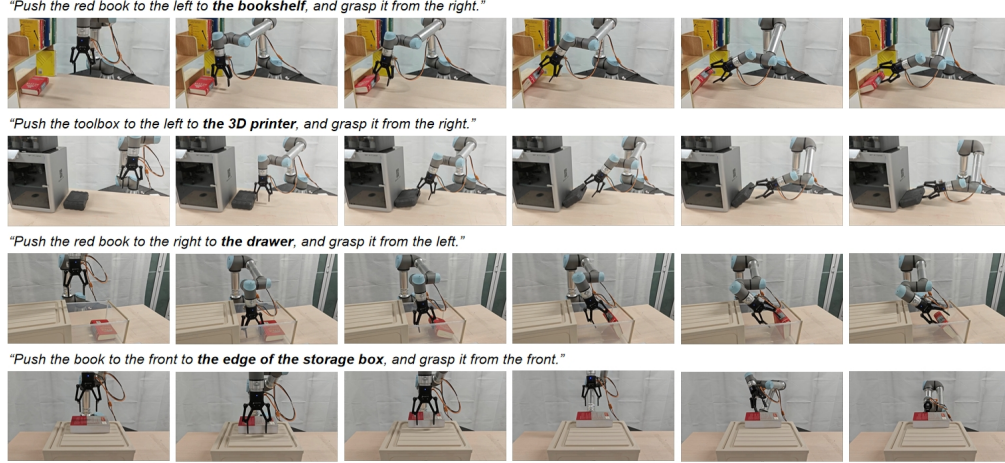 “Push the red book to the left to the bookshelf, and grasp it from the right.”
“Push the toolbox to the left to the 3D printer, and grasp it from the right.”
“Push the red book to the right to the drawer, and grasp it from the left.”
“Push the book to the front to the edge of the storage box, and grasp it from the front.”